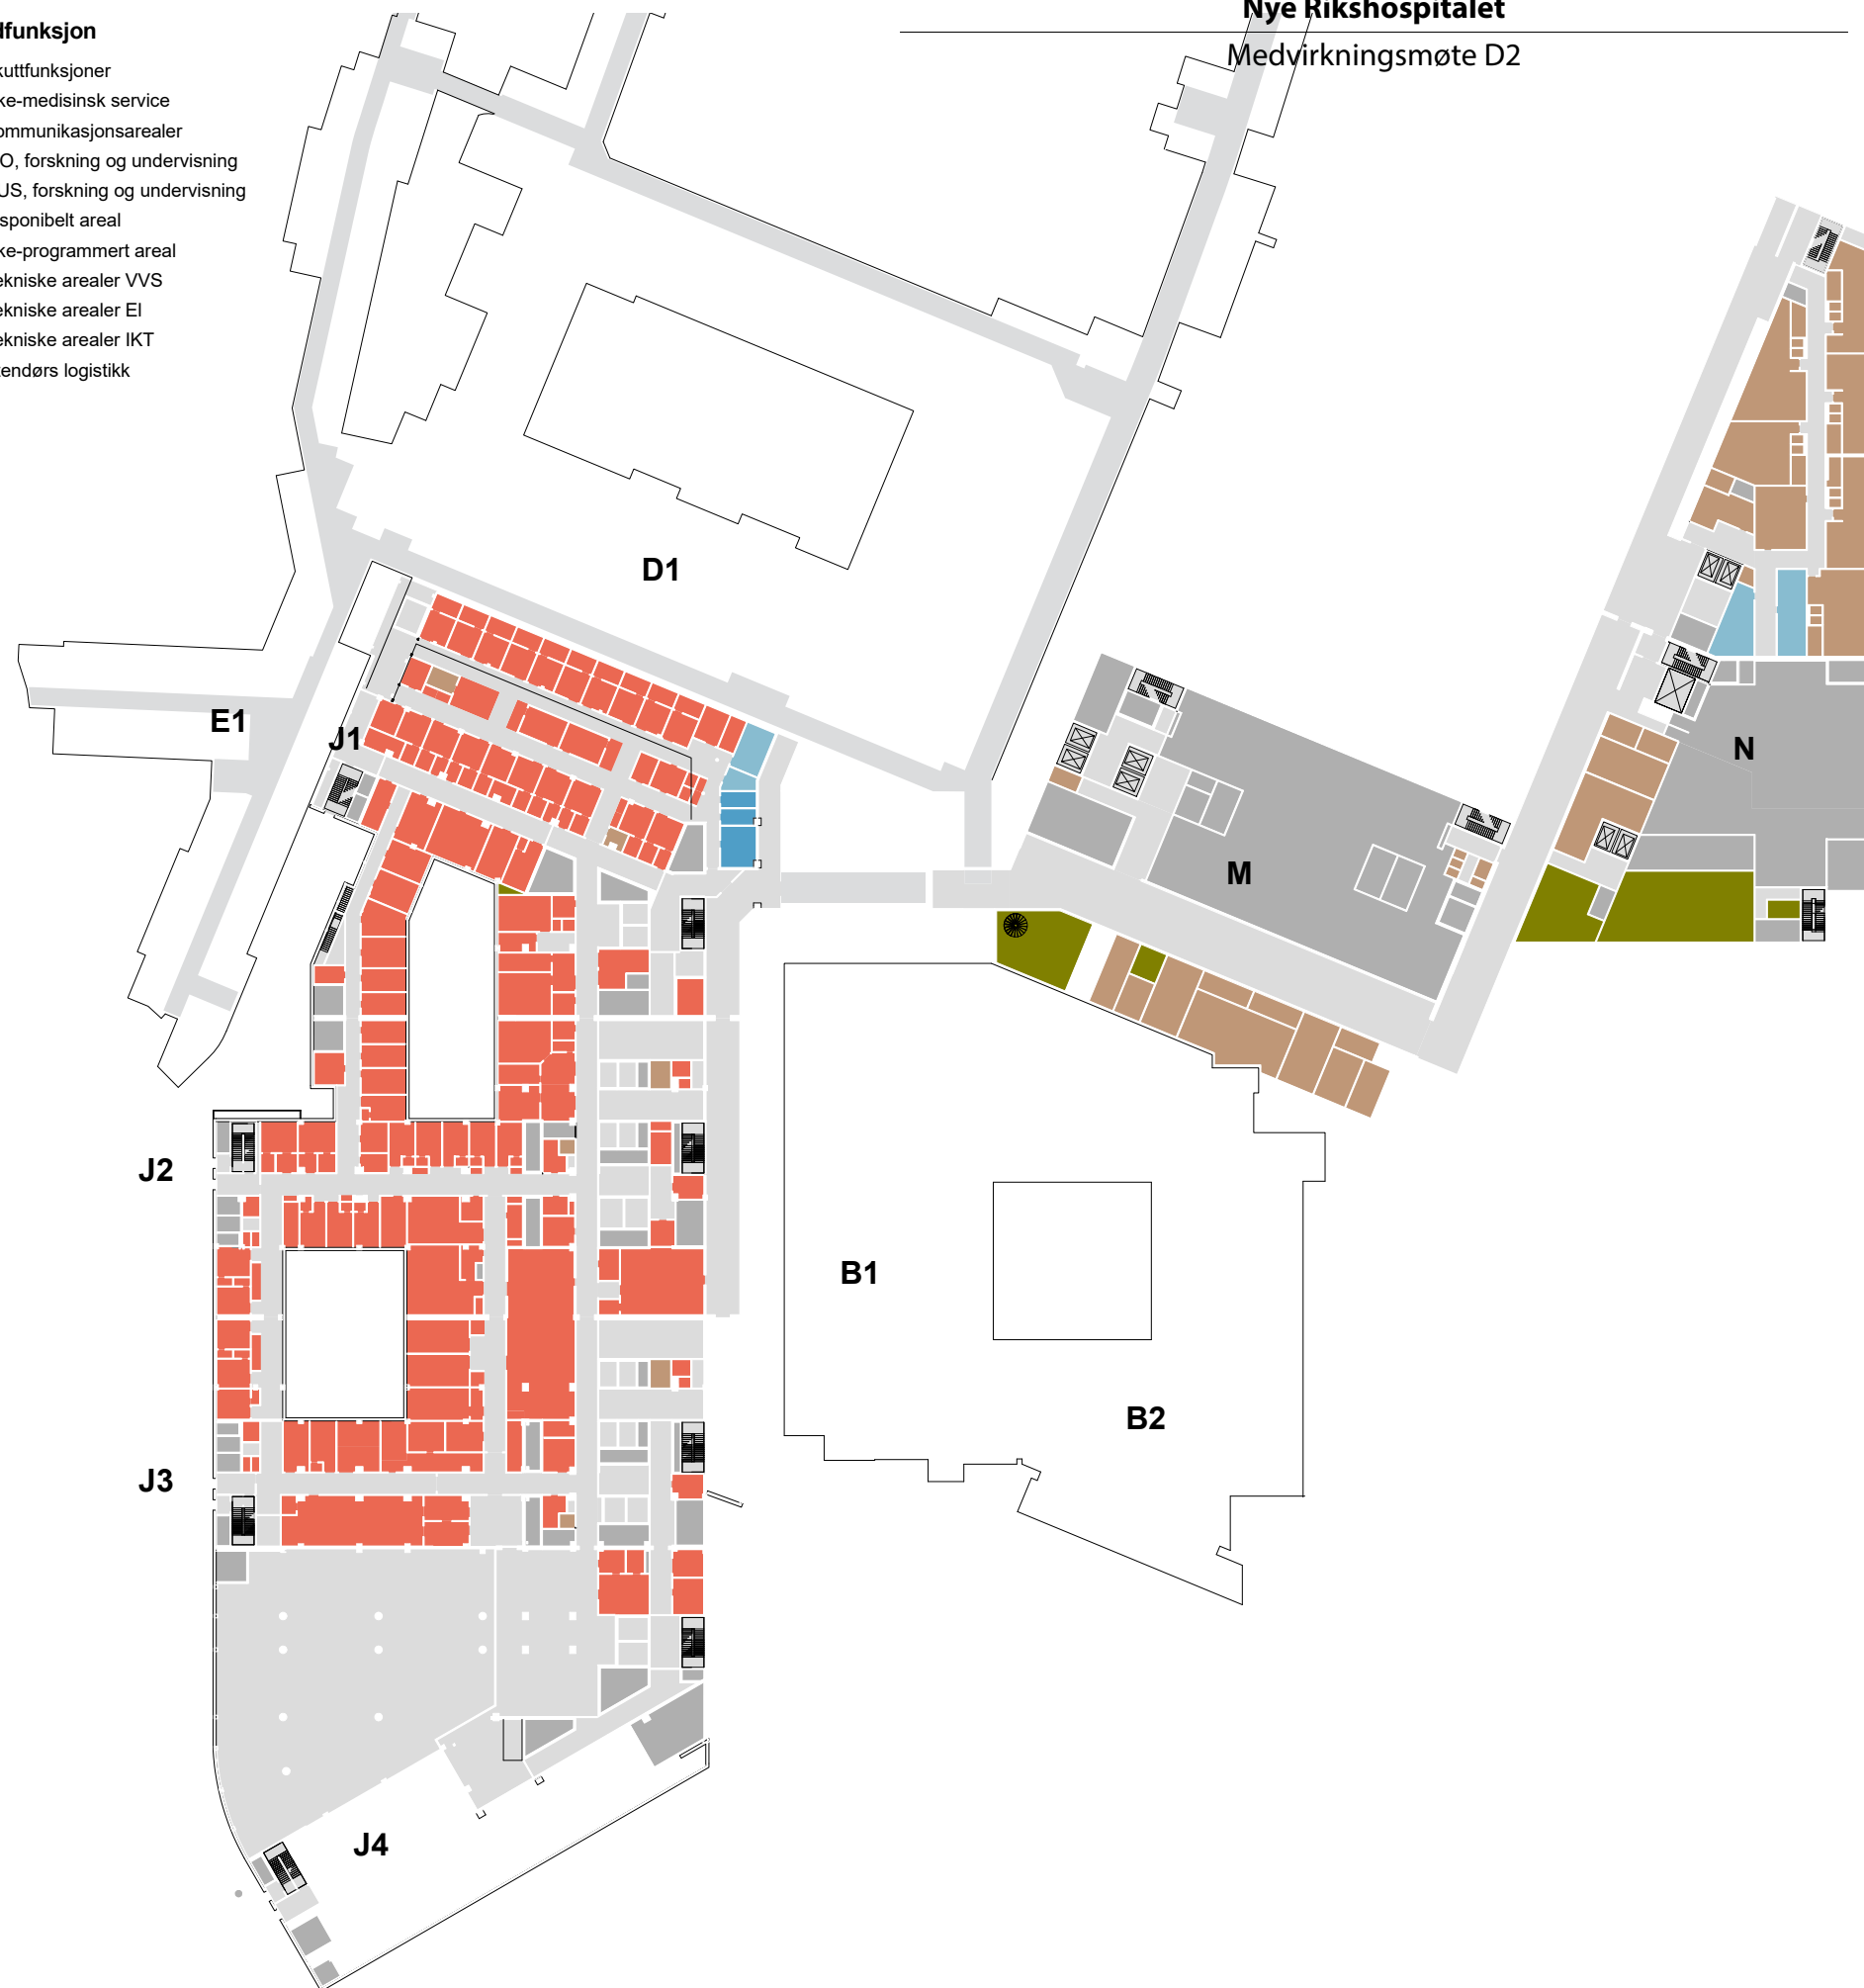 Nye Rikshospitalet
Medvirkningsmøte D2
dfunksjon
kuttfunksjoner
ke-medisinsk service
ommunikasjonsarealer
O, forskning og undervisning
US, forskning og undervisning
sponibelt areal
ke-programmert areal
ekniske arealer VVS
ekniske arealer El
ekniske arealer IKT
tendørs logistikk
D1
E1
J1
N
M
J2
B1
B2
J3
J4